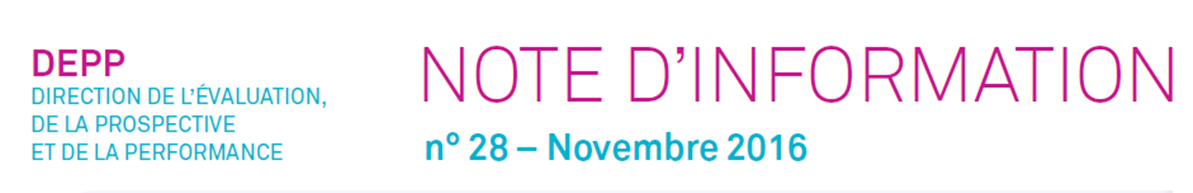 DEPP
DIRECTION DE L'ÉVALUATION,
DE LA PROSPECTIVE
ET DE LA PERFORMANCE
NOTE D'INFORMATION
n° 28 – Novembre 2016